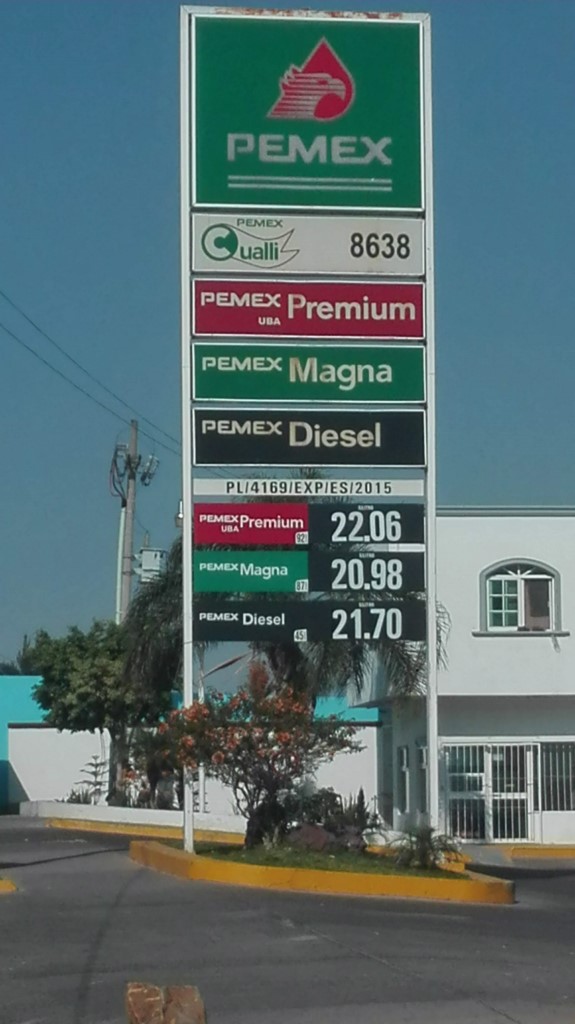 PEMEX
PEMEX
Cualli 8638
PEMEX Premium
UBA
PEMEX Magna
PEMEX Diesel
PL/4169/EXP/ES/2015
PEMEX Premium 22.06
UBA 92
PEMEX Magna 20.98
87
PEMEX Diesel 21.70
45